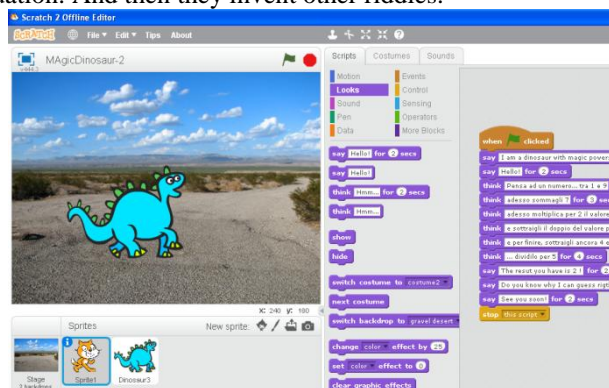 uation. And then they invent other riddles.
Scratch 2 Offline Editor
SCRATCH File Edit Tips About
MAgicDinosaur-2
Scripts Costumes Sounds
Motion Events
Looks Control
Sound Sensing
Pen Operators
Data More Blocks
say Hello! for 2 secs
say Hello!
think Hmm... for 2 secs
think Hmm...
show
hide
switch costume to costume2
next costume
switch backdrop to gravel desert
change color effect by 25
set color effect to 0
clear graphic effects
when clicked
say I am a dinosaur with magic powers
say Hello! for 2 secs
think Pensa ad un numero... tra 1 e 9
think adesso sommagli 7 for 3 sec
think adesso moltiplica per 2 il valore
think e sottraigli il doppio del valore p
think e per finire, sottraigli ancora 4
think ... dividilo per 5 for 4 secs
say The resut you have is 2 ! for 2
say Do you know why I can guess rigt
say See you soon! for 2 secs
stop this script
X: 240 y: 180
Sprites New sprite:
Stage
2 backdrops
Sprite1
Dinosaur3